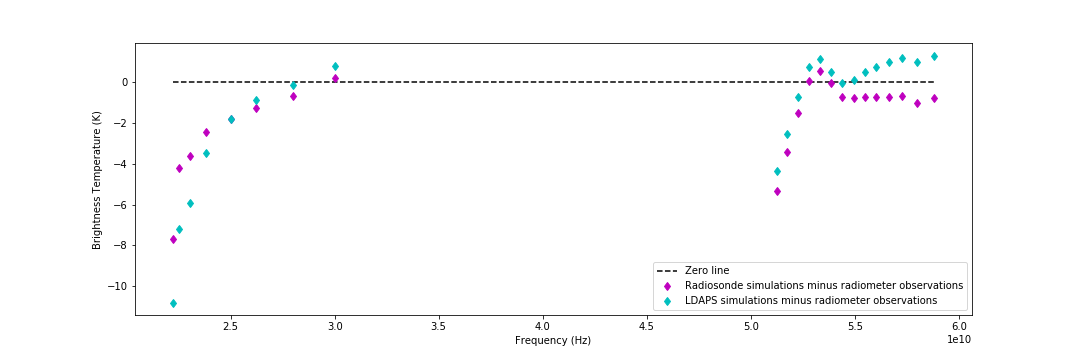 0
−2
−4
−6
−8
−10
Brightness Temperature (K)
Zero line
Radiosonde simulations minus radiometer observations
LDAPS simulations minus radiometer observations
2.5 3.0 3.5 4.0 4.5 5.0 5.5 6.0
1e10
Frequency (Hz)